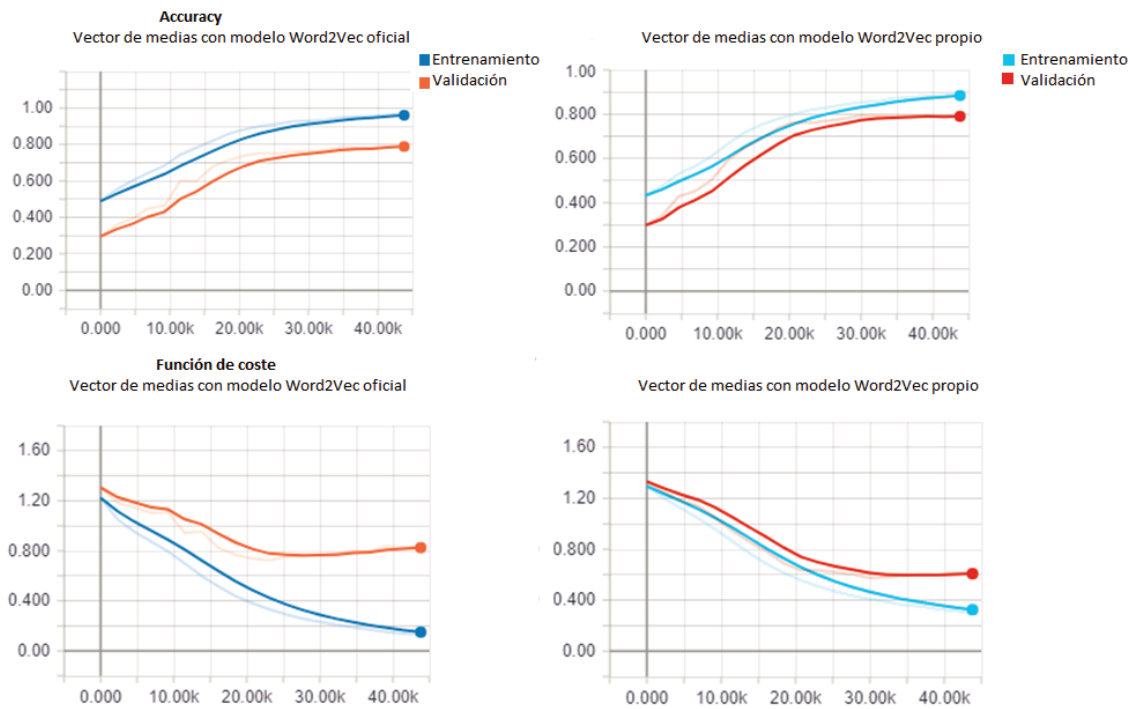 Accuracy
Vector de medias con modelo Word2Vec oficial
Entrenamiento
Validación
1.00
0.800
0.600
0.400
0.200
0.00
0.000 10.00k 20.00k 30.00k 40.00k
Vector de medias con modelo Word2Vec propio
Entrenamiento
Validación
1.00
0.800
0.600
0.400
0.200
0.00
0.000 10.00k 20.00k 30.00k 40.00k
Función de coste
Vector de medias con modelo Word2Vec oficial
1.60
1.20
0.800
0.400
0.00
0.000 10.00k 20.00k 30.00k 40.00k
Vector de medias con modelo Word2Vec propio
1.60
1.20
0.800
0.400
0.00
0.000 10.00k 20.00k 30.00k 40.00k